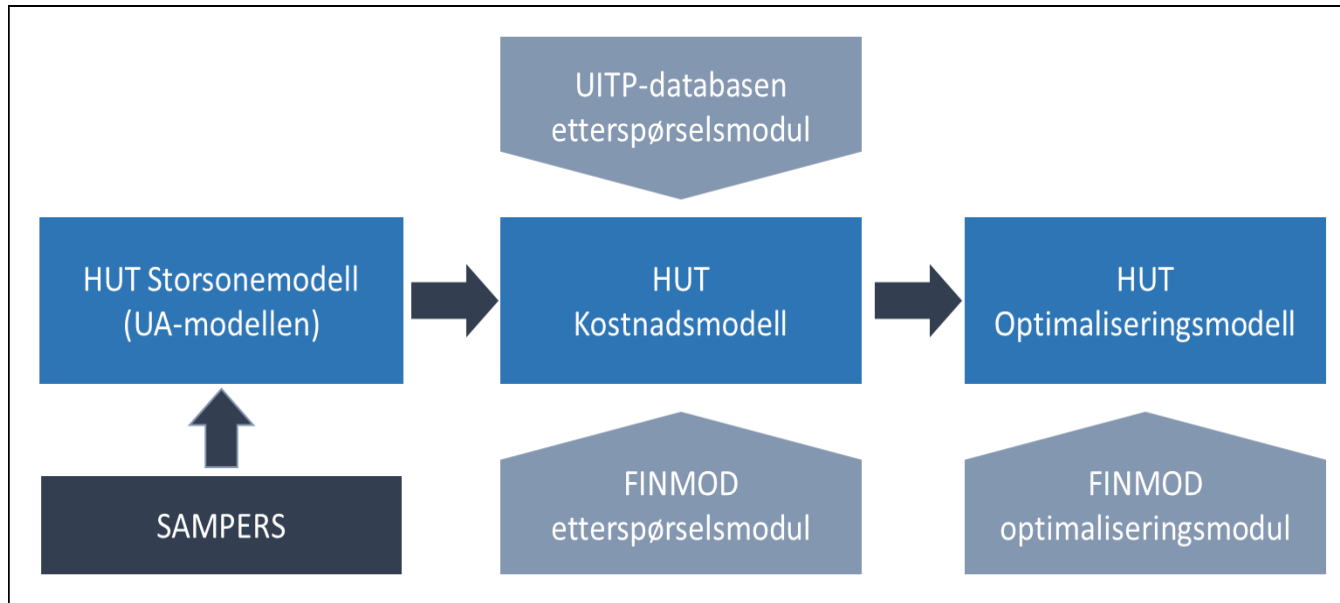 UITP-databasen
etterspørselsmodul
HUT Storsonemodell
(UA-modellen)
HUT
Kostnadsmodell
HUT
Optimaliseringsmodell
SAMPERS
FINMOD
etterspørselsmodul
FINMOD
optimaliseringsmodul